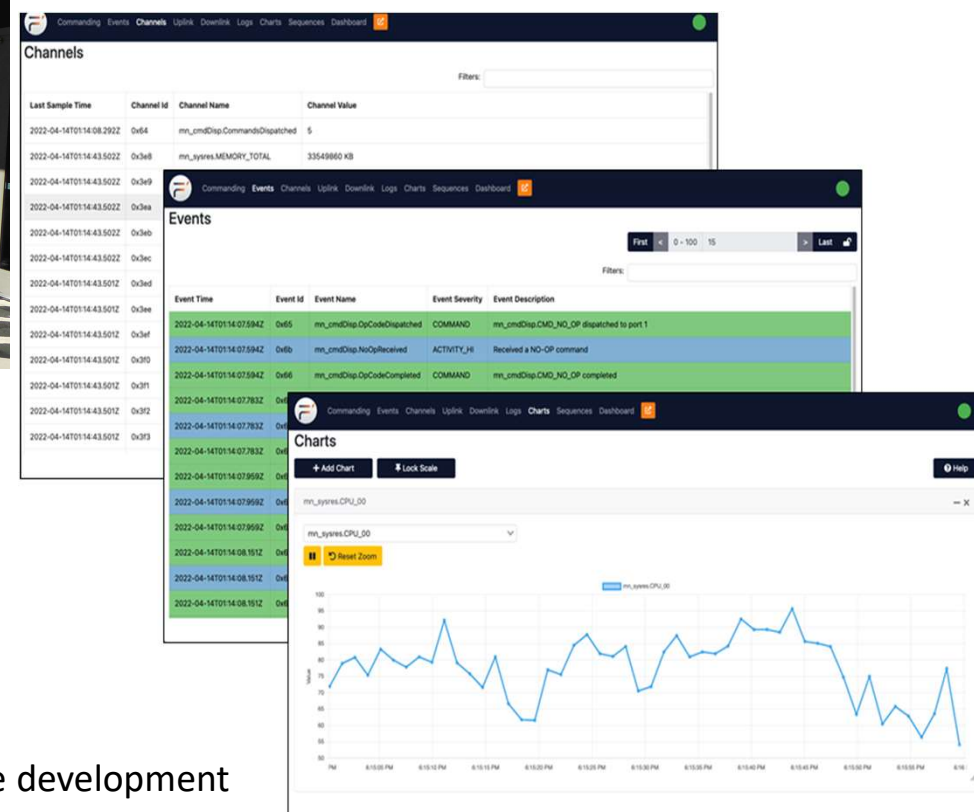 Commanding Events Channels Uplink Downlink Logs Charts Sequences Dashboard
Channels
Filters:
Last Sample Time Channel Id Channel Name Channel Value
2022-04-14T01:14:08.292Z 0x64 mn_cmdDisp.CommandsDispatched 5
2022-04-14T01:14:43.502Z 0x3e8 mn_sysres.MEMORY_TOTAL 33549860 KB
2022-04-14T01:14:43.502Z 0x3e9
2022-04-14T01:14:43.502Z 0x3ea
2022-04-14T01:14:43.502Z 0x3eb
2022-04-14T01:14:43.502Z 0x3ec
2022-04-14T01:14:43.501Z 0x3ed
2022-04-14T01:14:43.501Z 0x3ee
2022-04-14T01:14:43.501Z 0x3ef
2022-04-14T01:14:43.501Z 0x3f0
2022-04-14T01:14:43.501Z 0x3f1
2022-04-14T01:14:43.501Z 0x3f2
2022-04-14T01:14:43.501Z 0x3f3
Commanding Events Channels Uplink Downlink Logs Charts Sequences Dashboard
Events
First < 0 - 100 15 > Last
Filters:
Event Time Event Id Event Name Event Severity Event Description
2022-04-14T01:14:07.594Z 0x65 mn_cmdDisp.OpCodeDispatched COMMAND mn_cmdDisp.CMD_NO_OP dispatched to port 1
2022-04-14T01:14:07.594Z 0x6b mn_cmdDisp.NoOpReceived ACTIVITY_HI Received a NO-OP command
2022-04-14T01:14:07.594Z 0x66 mn_cmdDisp.OpCodeCompleted COMMAND mn_cmdDisp.CMD_NO_OP completed
2022-04-14T01:14:07.783Z
2022-04-14T01:14:07.783Z
2022-04-14T01:14:07.783Z
2022-04-14T01:14:07.959Z
2022-04-14T01:14:07.959Z
2022-04-14T01:14:07.959Z
2022-04-14T01:14:08.151Z
2022-04-14T01:14:08.151Z
2022-04-14T01:14:08.151Z
Commanding Events Channels Uplink Downlink Logs Charts Sequences Dashboard
Charts
+ Add Chart Lock Scale Help
mn_sysres.CPU_00 – x
mn_sysres.CPU_00
Reset Zoom
mn_sysres.CPU_00
100
95
90
85
80
75
Value
70
65
60
55
50
PM 6:15:05 PM 6:15:10 PM 6:15:15 PM 6:15:20 PM 6:15:25 PM 6:15:30 PM 6:15:35 PM 6:15:40 PM 6:15:45 PM 6:15:50 PM 6:15:55 PM 6:16:
development